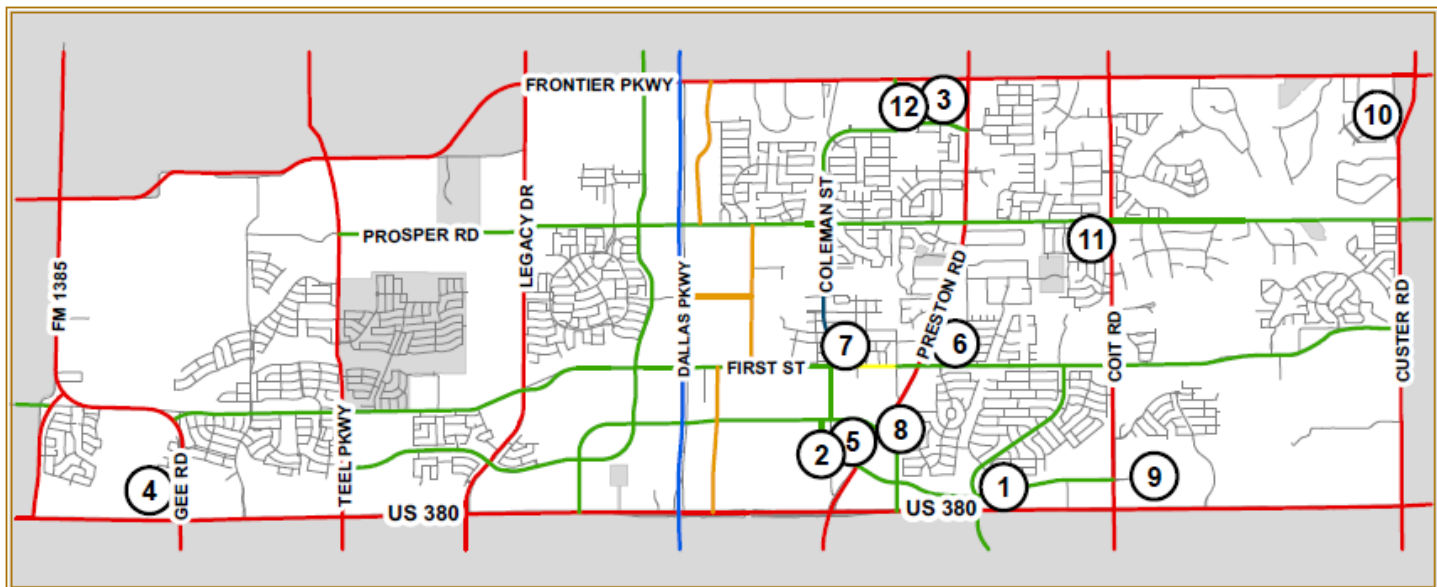 FRONTIER PKWY
12
3
10
COLEMAN ST
LEGACY DR
PROSPER RD
11
PRESTON RD
FM 1385
DALLAS PKWY
7
6
COIT RD
CUSTER RD
FIRST ST
TEEL PKWY
8
5
2
GEE RD
4
1
9
US 380
US 380